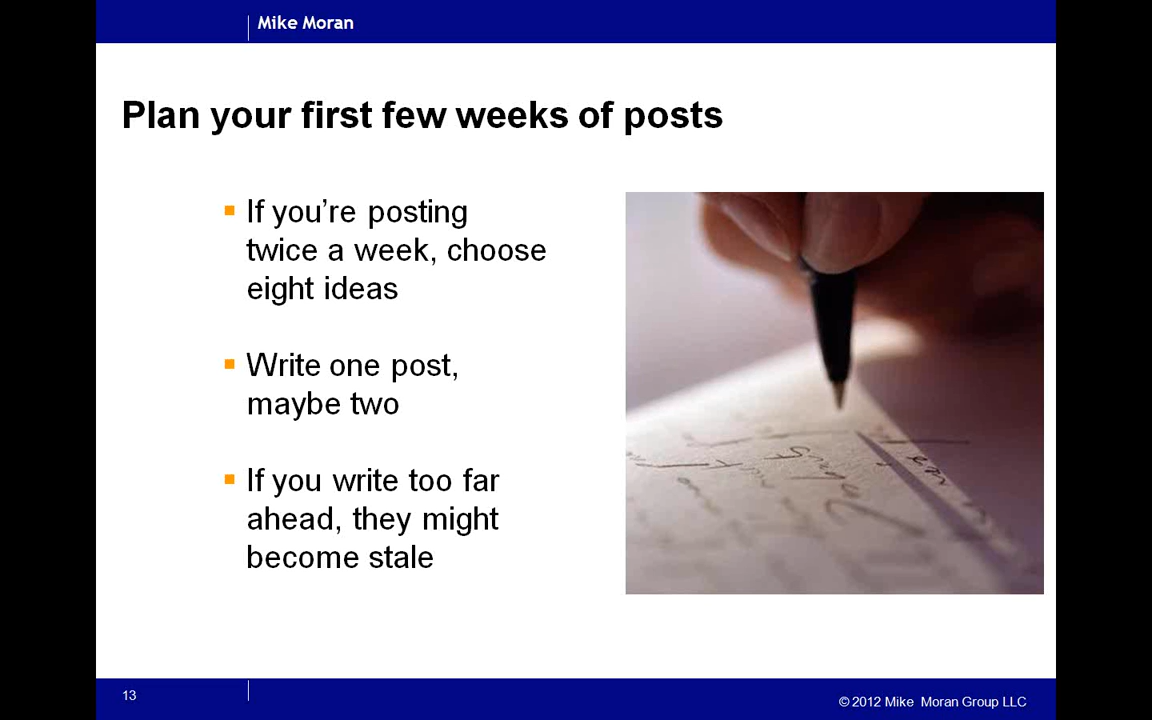 Mike Moran
Plan your first few weeks of posts
▪ If you’re posting
twice a week, choose
eight ideas
▪ Write one post,
maybe two
▪ If you write too far
ahead, they might
become stale
13
© 2012 Mike Moran Group LLC